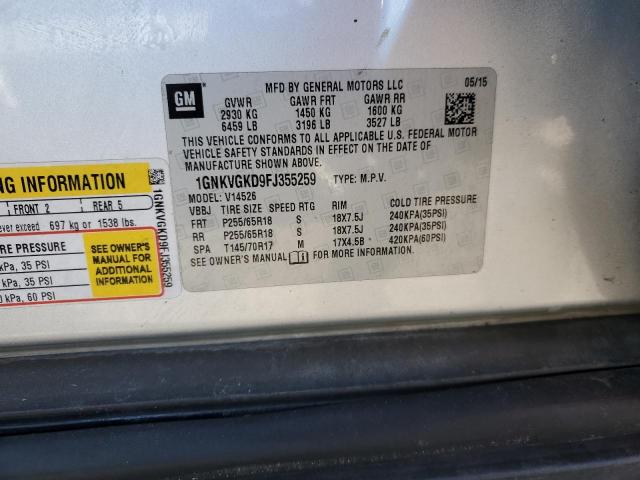 GM
MFD BY GENERAL MOTORS LLC 05/15
GVWR GAWR FRT GAWR RR
2930 KG 1450 KG 1600 KG
6459 LB 3196 LB 3527 LB
THIS VEHICLE CONFORMS TO ALL APPLICABLE U.S. FEDERAL MOTOR
VEHICLE SAFETY STANDARDS IN EFFECT ON THE DATE OF
MANUFACTURE SHOWN ABOVE.
1GNKVGKD9FJ355259 TYPE: M.P.V.
MODEL: V14526
VBBJ TIRE SIZE SPEED RTG RIM COLD TIRE PRESSURE
FRT P255/65R18 S 18X7.5J 240KPA(35PSI)
RR P255/65R18 S 18X7.5J 240KPA(35PSI)
SPA T145/70R17 M 17X4.5B 420KPA(60PSI)
SEE OWNER'S MANUAL FOR MORE INFORMATION.
NG INFORMATION
FRONT 2 REAR 5
ever exceed 697 kg or 1538 lbs.
RE PRESSURE
kPa, 35 PSI
kPa, 35 PSI
kPa, 60 PSI
SEE OWNER'S
MANUAL FOR
ADDITIONAL
INFORMATION
1GNKVGKD9FJ355259